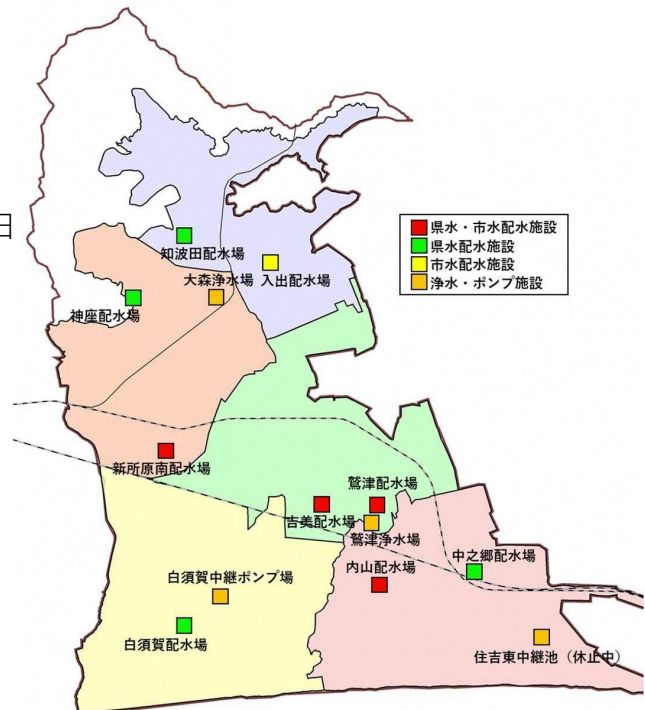 県水・市水配水施設
県水配水施設
市水配水施設
浄水・ポンプ施設
知波田配水場
大森浄水場
入出配水場
神座配水場
新所原南配水場
鷲津配水場
吉美配水場
鷲津浄水場
中之郷配水場
内山配水場
白須賀中継ポンプ場
白須賀配水場
住吉東中継池（休止中）